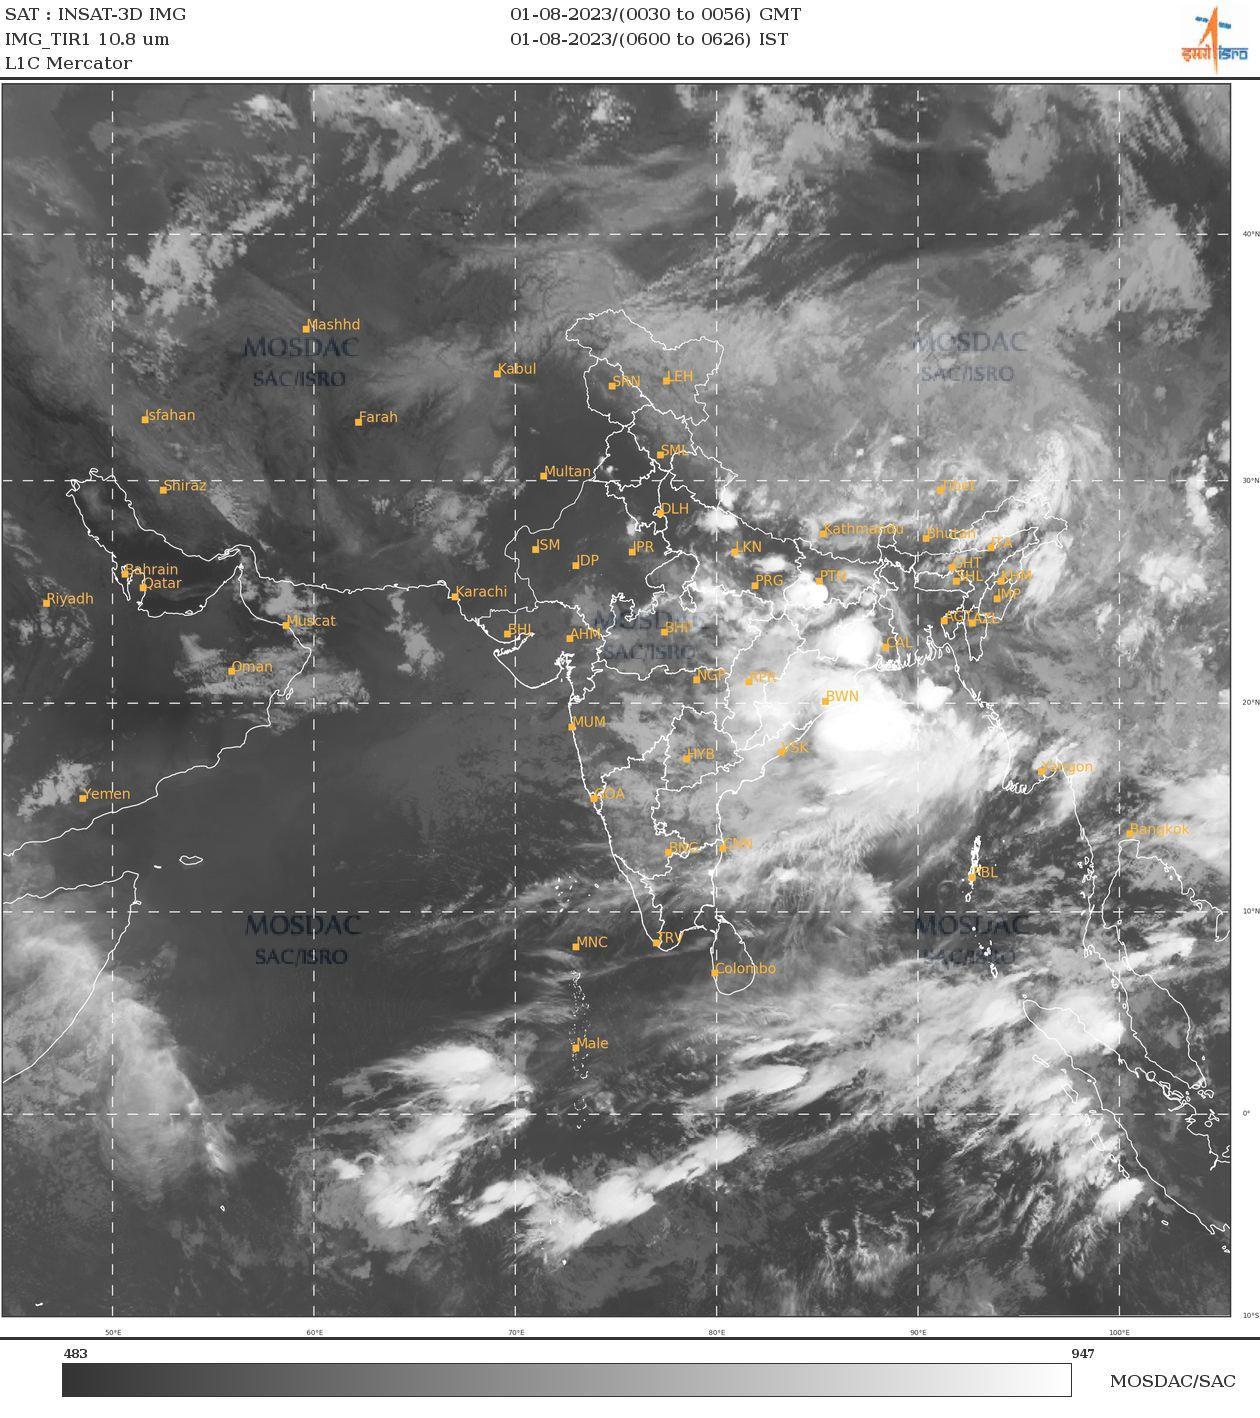 SAT : INSAT-3D IMG
IMG_TIR1 10.8 um
L1C Mercator
01-08-2023/(0030 to 0056) GMT
01-08-2023/(0600 to 0626) IST
इसरो isro
40°N
Mashhd
MOSDAC
SAC/ISRO
MOSDAC
SAC/ISRO
Kabul
SRN
LEH
Isfahan
Farah
SML
Multan
30°N
Shiraz
Tibet
DLH
Kathmandu
Bhutan
ITA
JSM
JPR
LKN
JDP
GHT
Bahrain
Qatar
SHL
KHM
PRG
PTN
Karachi
IMP
Riyadh
AGT
AZL
Muscat
BHJ
AHM
BHP
MOSDAC
SAC/ISRO
CAL
Oman
NGP
RPR
BWN
20°N
MUM
VSK
HYB
Yangon
Yemen
GOA
Bangkok
BNG
CNN
PBL
10°N
MOSDAC
SAC/ISRO
MOSDAC
SAC/ISRO
MNC
TRV
Colombo
Male
0°
10°S
50°E
60°E
70°E
80°E
90°E
100°E
483
947
MOSDAC/SAC